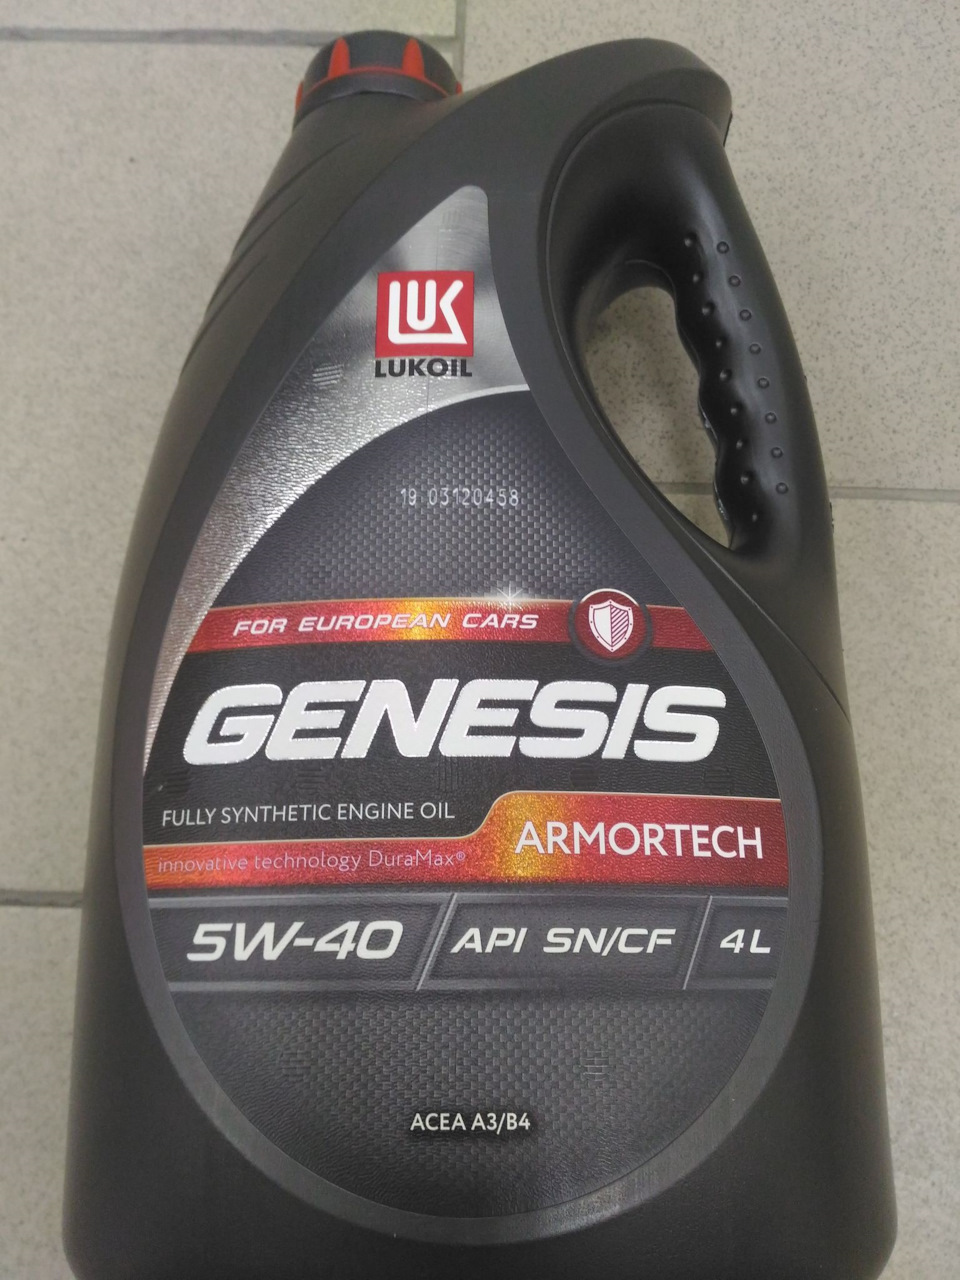 LUK
LUKOIL
19 03120458
FOR EUROPEAN CARS
GENESIS
FULLY SYNTHETIC ENGINE OIL
ARMORTECH
innovative technology DuraMax®
5W-40 API SN/CF 4L
ACEA A3/B4